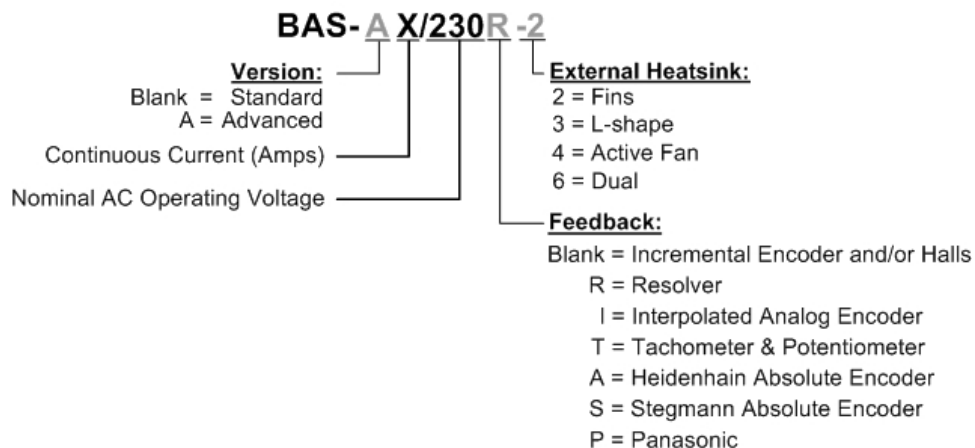 BAS- A X/230 R -2
Version:
Blank = Standard
A = Advanced
Continuous Current (Amps)
Nominal AC Operating Voltage
External Heatsink:
2 = Fins
3 = L-shape
4 = Active Fan
6 = Dual
Feedback:
Blank = Incremental Encoder and/or Halls
R = Resolver
I = Interpolated Analog Encoder
T = Tachometer & Potentiometer
A = Heidenhain Absolute Encoder
S = Stegmann Absolute Encoder
P = Panasonic